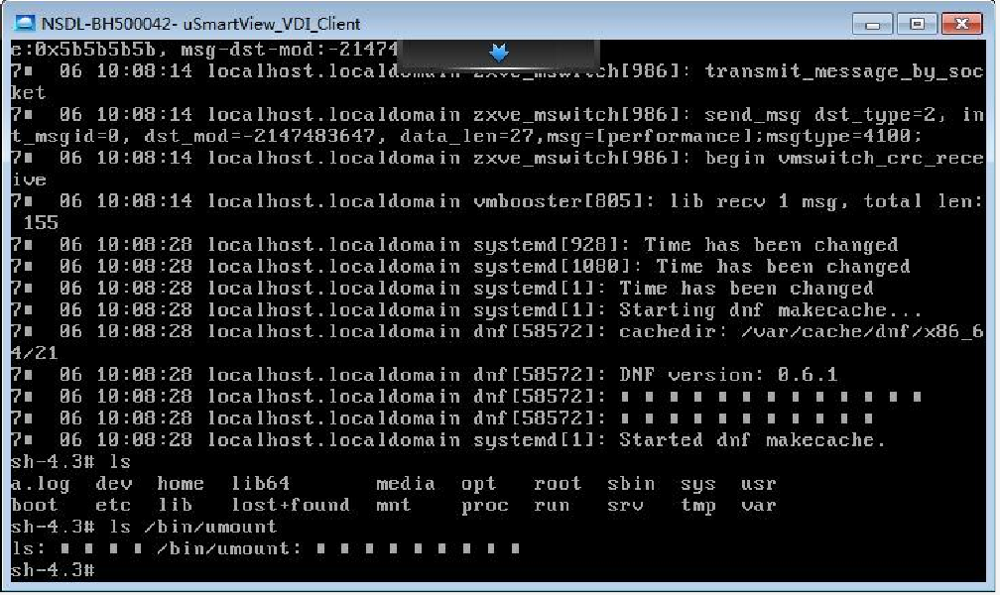 NSDL-BH500042- uSmartView_VDI_Client
e:0x5b5b5b5b, msg-dst-mod:-21474
7■  06 10:08:14 localhost.localdomain zxve_mswitch[986]: transmit_message_by_soc
ket
7■  06 10:08:14 localhost.localdomain zxve_mswitch[986]: send_msg dst_type=2, in
t_msgid=0, dst_mod=-2147483647, data_len=27,msg=[performance];msgtype=4100;
7■  06 10:08:14 localhost.localdomain zxve_mswitch[986]: begin vmswitch_crc_rece
ive
7■  06 10:08:14 localhost.localdomain vmbooster[805]: lib recv 1 msg, total len:
 155
7■  06 10:08:28 localhost.localdomain systemd[928]: Time has been changed
7■  06 10:08:28 localhost.localdomain systemd[1080]: Time has been changed
7■  06 10:08:28 localhost.localdomain systemd[1]: Time has been changed
7■  06 10:08:28 localhost.localdomain systemd[1]: Starting dnf makecache...
7■  06 10:08:28 localhost.localdomain dnf[58572]: cachedir: /var/cache/dnf/x86_6
4/21
7■  06 10:08:28 localhost.localdomain dnf[58572]: DNF version: 0.6.1
7■  06 10:08:28 localhost.localdomain dnf[58572]: ■ ■ ■ ■ ■ ■ ■ ■ ■ ■ ■ ■ ■
7■  06 10:08:28 localhost.localdomain dnf[58572]: ■ ■ ■ ■ ■ ■ ■ ■ ■ ■ ■
7■  06 10:08:28 localhost.localdomain systemd[1]: Started dnf makecache.
sh-4.3# ls
a.log  dev  home  lib64       media  opt   root  sbin  sys  usr
boot   etc  lib   lost+found  mnt    proc  run   srv   tmp  var
sh-4.3# ls /bin/umount
ls: ■ ■ ■ ■ /bin/umount: ■ ■ ■ ■ ■ ■ ■ ■ ■
sh-4.3#